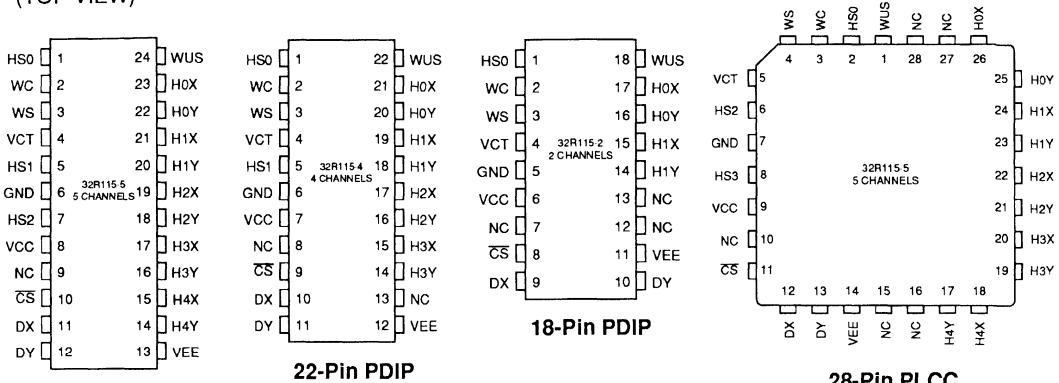 (TOP VIEW)
HS0 1 24 WUS
WC 2 23 H0X
WS 3 22 H0Y
VCT 4 21 H1X
HS1 5 20 H1Y
GND 6 19 H2X
32R115-5
5 CHANNELS
HS2 7 18 H2Y
VCC 8 17 H3X
NC 9 16 H3Y
CS 10 15 H4X
DX 11 14 H4Y
DY 12 13 VEE
HS0 1 22 WUS
WC 2 21 H0X
WS 3 20 H0Y
VCT 4 19 H1X
HS1 5 18 H1Y
32R115-4
4 CHANNELS
GND 6 17 H2X
VCC 7 16 H2Y
NC 8 15 H3X
CS 9 14 H3Y
DX 10 13 NC
DY 11 12 VEE
22-Pin PDIP
HS0 1 18 WUS
WC 2 17 H0X
WS 3 16 H0Y
VCT 4 15 H1X
32R115-2
2 CHANNELS
GND 5 14 H1Y
VCC 6 13 NC
NC 7 12 NC
CS 8 11 VEE
DX 9 10 DY
18-Pin PDIP
WS WC HS0 WUS NC NC H0X
4 3 2 1 28 27 26
VCT 5 25 H0Y
HS2 6 24 H1X
GND 7 23 H1Y
HS3 8 22 H2X
32R115-5
5 CHANNELS
VCC 9 21 H2Y
NC 10 20 H3X
CS 11 19 H3Y
12 13 14 15 16 17 18
DX DY VEE NC NC H4Y H4X
28-Pin PLCC